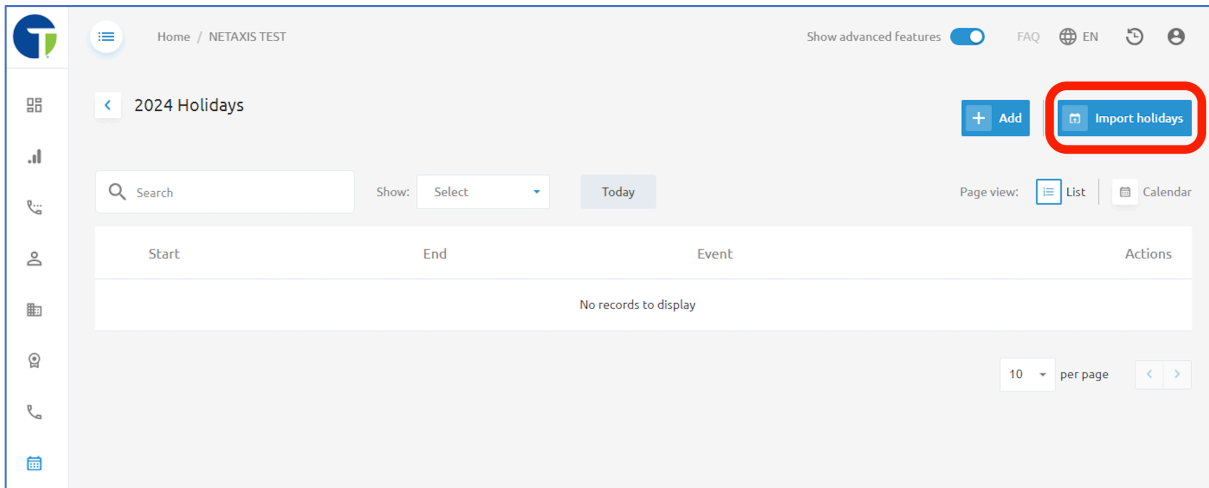 Home / NETAXIS TEST
Show advanced features
FAQ
EN
2024 Holidays
Add
Import holidays
Search
Show:
Select
Today
Page view:
List
Calendar
Start
End
Event
Actions
No records to display
10
per page